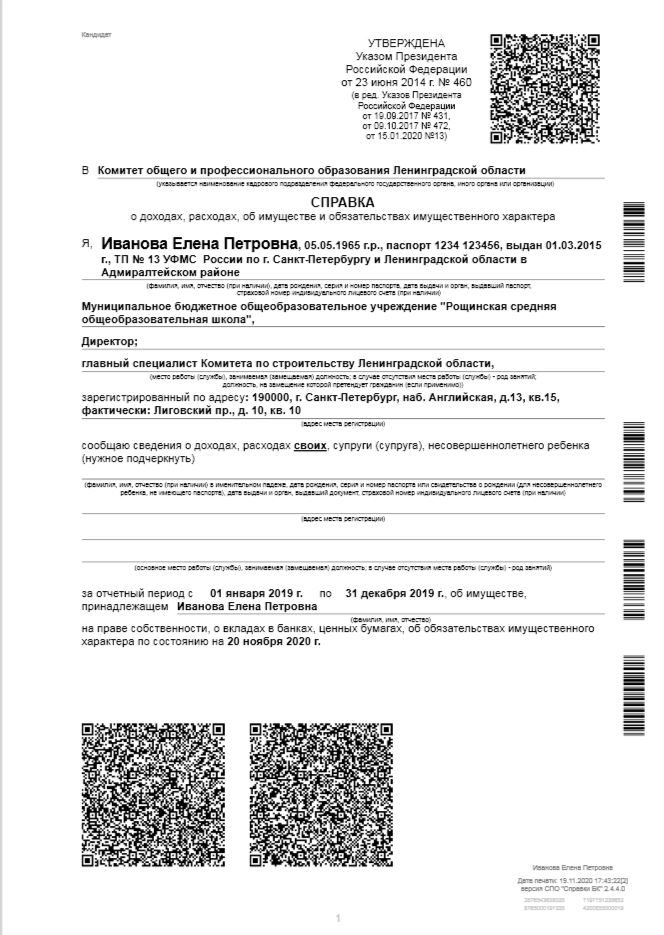 Кандидат
УТВЕРЖДЕНА
Указом Президента
Российской Федерации
от 23 июня 2014 г. № 460
(в ред. Указов Президента
Российской Федерации
от 19.09.2017 № 431,
от 09.10.2017 № 472,
от 15.01.2020 №13)
В Комитет общего и профессионального образования Ленинградской области
(указывается наименование кадрового подразделения федерального государственного органа, иного органа или организации)
СПРАВКА
о доходах, расходах, об имуществе и обязательствах имущественного характера
Я, Иванова Елена Петровна, 05.05.1965 г.р., паспорт 1234 123456, выдан 01.03.2015
г., ТП № 13 УФМС России по г. Санкт-Петербургу и Ленинградской области в
Адмиралтейском районе
(фамилия, имя, отчество (при наличии), дата рождения, серия и номер паспорта, дата выдачи и орган, выдавший паспорт,
страховой номер индивидуального лицевого счета (при наличии)
Муниципальное бюджетное общеобразовательное учреждение "Рощинская средняя
общеобразовательная школа",
Директор;
главный специалист Комитета по строительству Ленинградской области,
(место работы (службы), занимаемая (замещаемая) должность; в случае отсутствия места работы (службы) - род занятий;
должность, на замещение которой претендует гражданин (если применимо))
зарегистрированный по адресу: 190000, г. Санкт-Петербург, наб. Английская, д.13, кв.15,
фактически: Лиговский пр., д. 10, кв. 10
(адрес места регистрации)
сообщаю сведения о доходах, расходах своих, супруги (супруга), несовершеннолетнего ребенка
(нужное подчеркнуть)
(фамилия, имя, отчество (при наличии) в именительном падеже, дата рождения, серия и номер паспорта или свидетельства о рождении (для несовершеннолетнего
ребенка, не имеющего паспорта), дата выдачи и орган, выдавший документ, страховой номер индивидуального лицевого счета (при наличии)
(адрес места регистрации)
(основное место работы (службы), занимаемая (замещаемая) должность; в случае отсутствия места работы (службы) - род занятий)
за отчетный период с 01 января 2019 г. по 31 декабря 2019 г., об имуществе,
принадлежащем Иванова Елена Петровна
(фамилия, имя, отчество)
на праве собственности, о вкладах в банках, ценных бумагах, об обязательствах имущественного
характера по состоянию на 20 ноября 2020 г.
Иванова Елена Петровна
Дата печати: 19.11.2020 17:43:22[2]
версия СПО "Справки БК" 2.4.4.0
1